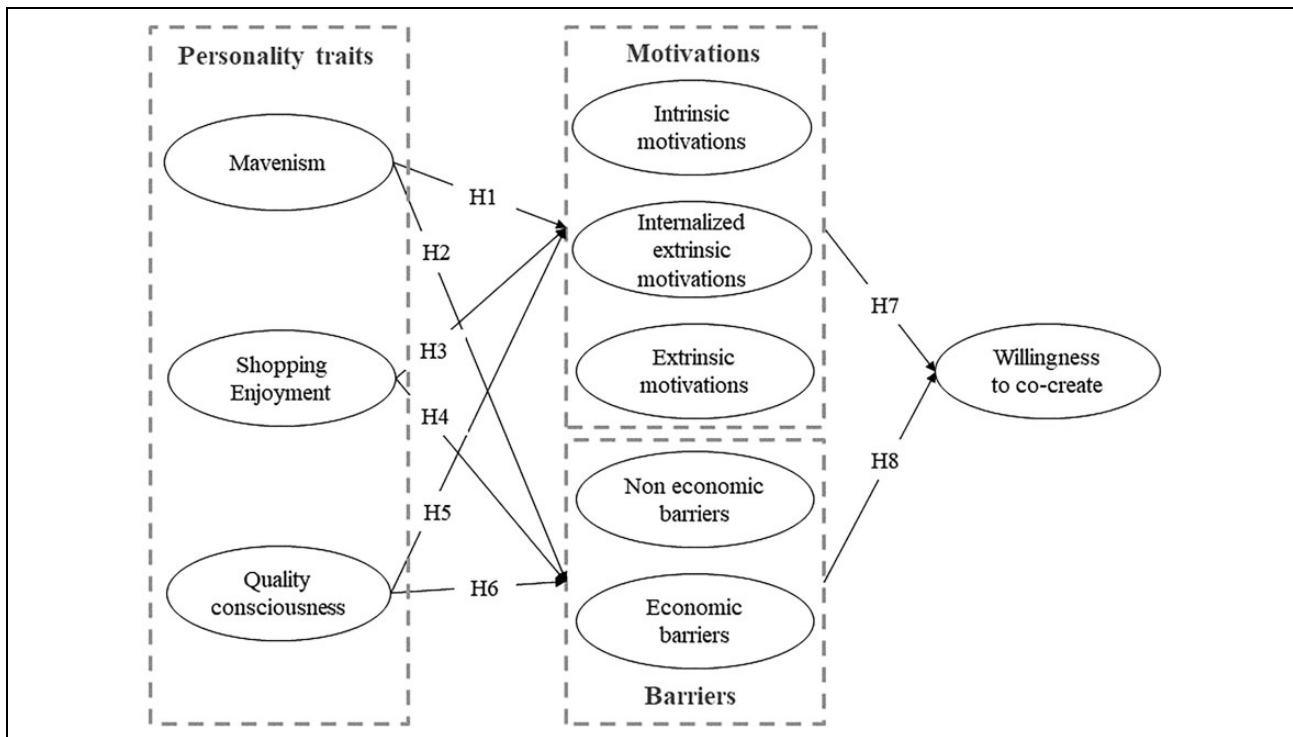 Personality traits
Mavenism
Shopping
Enjoyment
Quality
consciousness
H1
H2
H3
H4
H5
H6
Motivations
Intrinsic
motivations
Internalized
extrinsic
motivations
Extrinsic
motivations
Non economic
barriers
Economic
barriers
Barriers
H7
H8
Willingness
to co-create